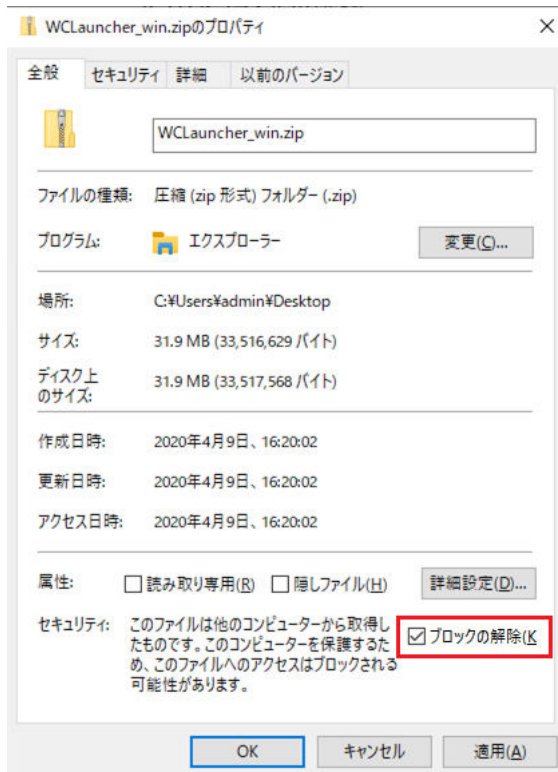 WCLauncher_win.zipのプロパティ
全般 セキュリティ 詳細 以前のバージョン
WCLauncher_win.zip
ファイルの種類: 圧縮 (zip 形式) フォルダー (.zip)
プログラム: エクスプローラー 変更(C)...
場所: C:¥Users¥admin¥Desktop
サイズ: 31.9 MB (33,516,629 バイト)
ディスク上
のサイズ: 31.9 MB (33,517,568 バイト)
作成日時: 2020年4月9日、16:20:02
更新日時: 2020年4月9日、16:20:02
アクセス日時: 2020年4月9日、16:20:02
属性: 読み取り専用(R) 隠しファイル(H) 詳細設定(D)...
セキュリティ: このファイルは他のコンピューターから取得し
たものです。このコンピューターを保護するた
め、このファイルへのアクセスはブロックされる
可能性があります。
ブロックの解除(K
OK キャンセル 適用(A)